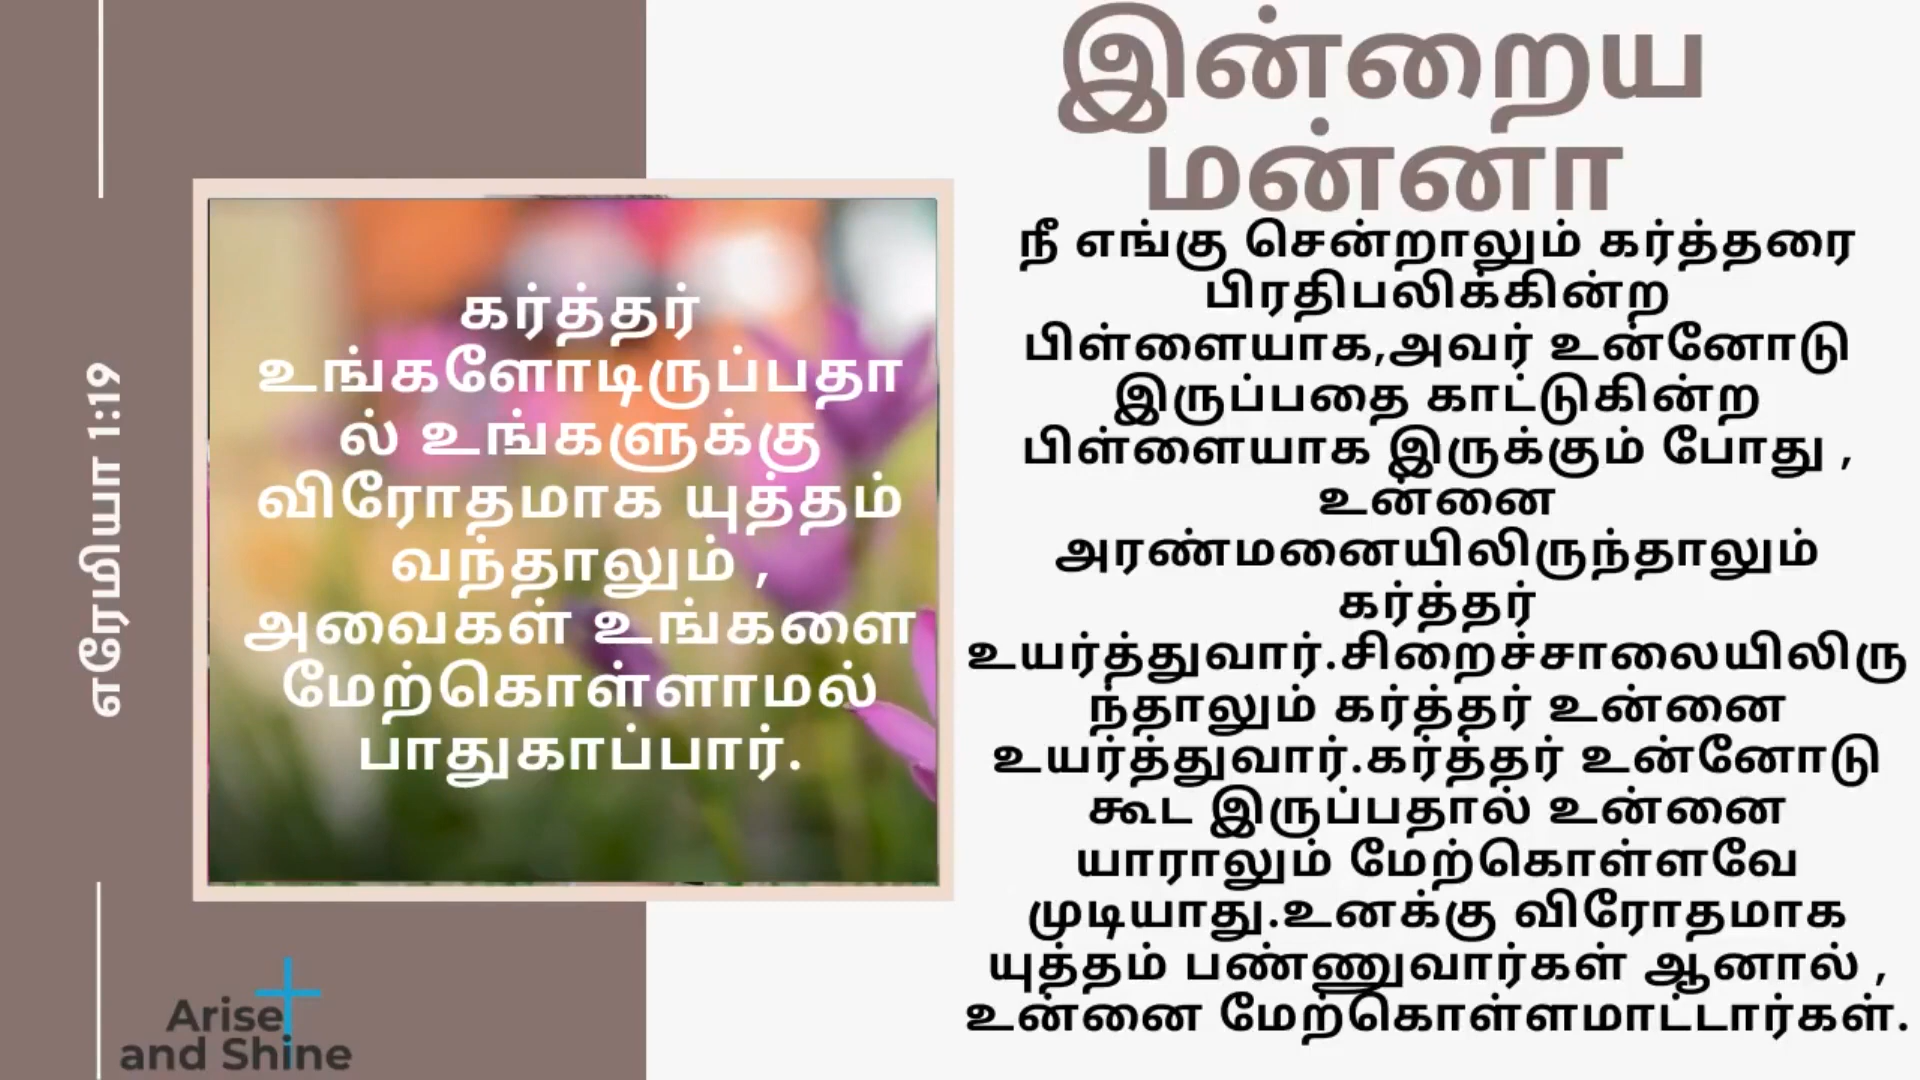 எரேமியா 1:19
கர்த்தர்
உங்களோடிருப்பதா
ல் உங்களுக்கு
விரோதமாக யுத்தம்
வந்தாலும் ,
அவைகள் உங்களை
மேற்கொள்ளாமல்
பாதுகாப்பார்.
இன்றைய
மன்னா
நீ எங்கு சென்றாலும் கர்த்தரை
பிரதிபலிக்கின்ற
பிள்ளையாக,அவர் உன்னோடு
இருப்பதை காட்டுகின்ற
பிள்ளையாக இருக்கும் போது ,
உன்னை
அரண்மனையிலிருந்தாலும்
கர்த்தர்
உயர்த்துவார்.சிறைச்சாலையிலிரு
ந்தாலும் கர்த்தர் உன்னை
உயர்த்துவார்.கர்த்தர் உன்னோடு
கூட இருப்பதால் உன்னை
யாராலும் மேற்கொள்ளவே
முடியாது.உனக்கு விரோதமாக
யுத்தம் பண்ணுவார்கள் ஆனால் ,
உன்னை மேற்கொள்ளமாட்டார்கள்.
Arise
and Shine